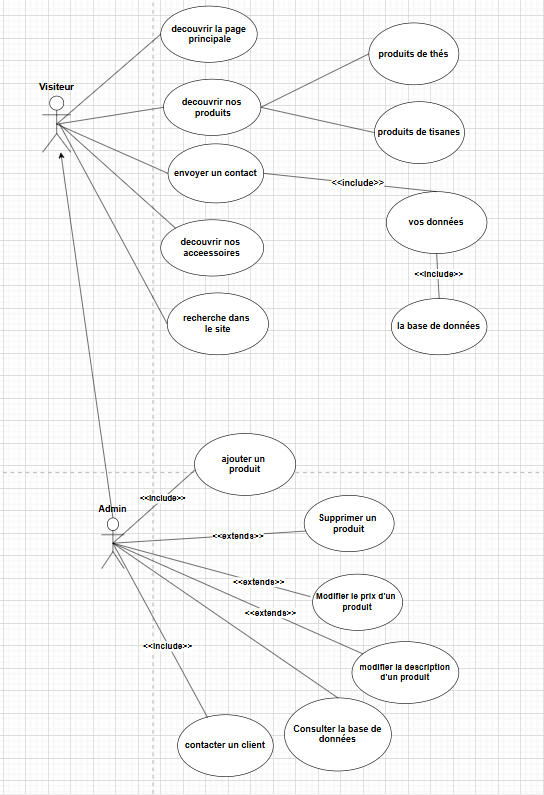 decouvrir la page
principale
produits de thés
Visiteur
decouvrir nos
produits
produits de tisanes
envoyer un contact
<<include>>
vos données
decouvrir nos
acceessoires
<<include>>
recherche dans
le site
la base de données
ajouter un
produit
<<include>>
Admin
Supprimer un
produit
<<extends>>
<<extends>>
Modifier le prix d'un
produit
<<extends>>
<<include>>
modifier la description
d'un produit
Consulter la base de
données
contacter un client